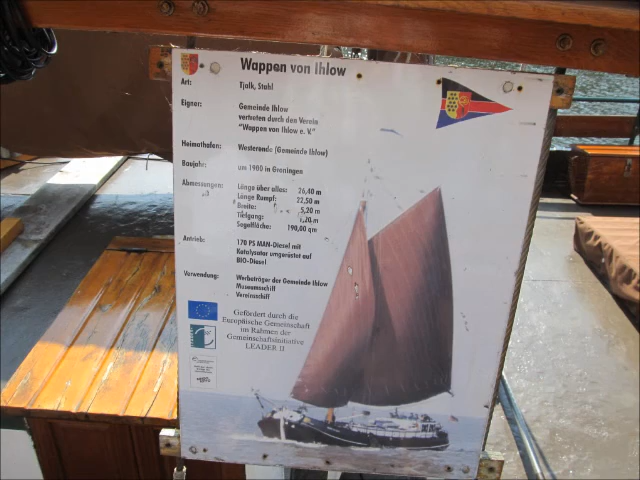 Wappen von Ihlow
Art: Tjalk, Stahl
Eigner: Gemeinde Ihlow
vertreten durch den Verein
"Wappen von Ihlow e. V."
Heimathafen: Westerende (Gemeinde Ihlow)
Baujahr: um 1900 in Groningen
Abmessungen: Länge über alles: 26,40 m
Länge Rumpf: 22,50 m
Breite: 5,20 m
Tiefgang: 1,20 m
Segelfläche: 190,00 qm
Antrieb: 170 PS MAN-Diesel mit
Katalysator umgerüstet auf
BIO-Diesel
Verwendung: Werbeträger der Gemeinde Ihlow
Museumsschiff
Vereinsschiff
Gefördert durch die
Europäische Gemeinschaft
im Rahmen der
Gemeinschaftsinitiative
LEADER II